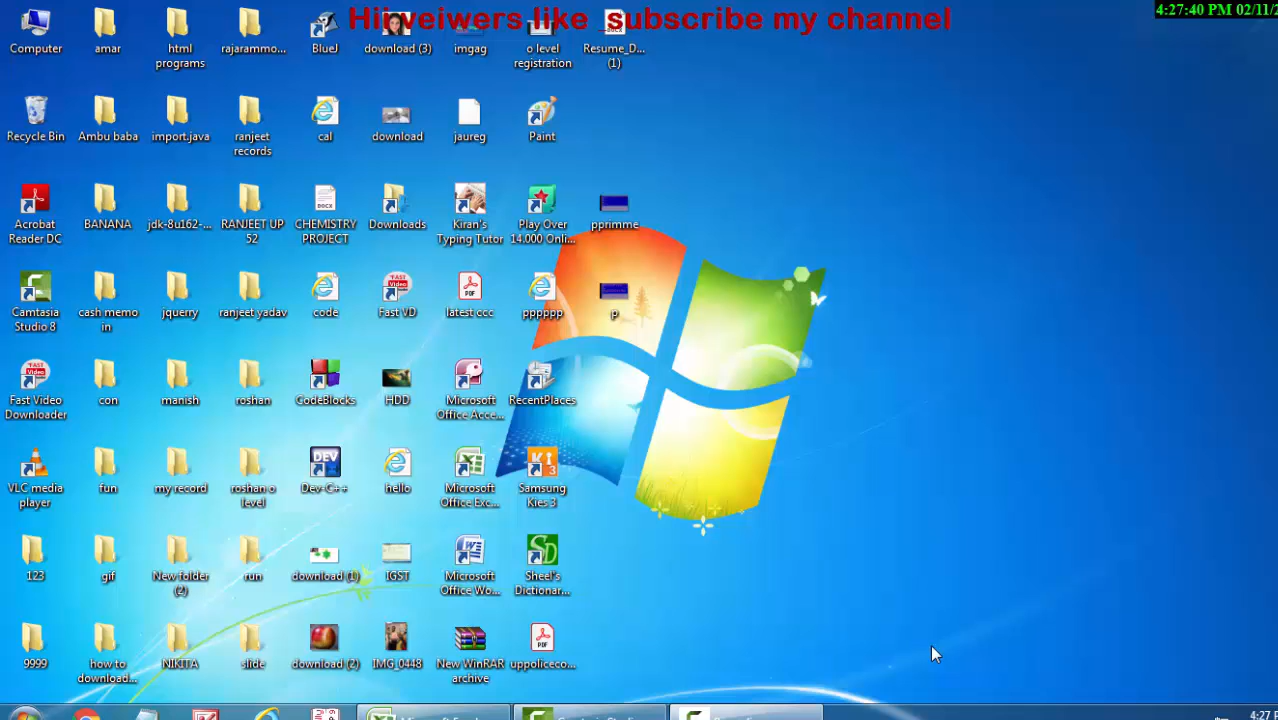 Hii veiwers like subscribe my channel
4:27:40 PM 02/11/2
Computer
amar
html programs
rajarammo...
BlueJ
download (3)
imgag
o level registration
Resume_D... (1)
Recycle Bin
Ambu baba
import.java
ranjeet records
cal
download
jaureg
Paint
Acrobat Reader DC
BANANA
jdk-8u162-...
RANJEET UP 52
CHEMISTRY PROJECT
Downloads
Kiran's Typing Tutor
Play Over 14.000 Onli...
pprimme
Camtasia Studio 8
cash memo in
jquerry
ranjeet yadav
code
Fast VD
latest ccc
pppppp
p
Fast Video Downloader
con
manish
roshan
CodeBlocks
HDD
Microsoft Office Acce...
RecentPlaces
VLC media player
fun
my record
roshan o level
Dev-C++
hello
Microsoft Office Exc...
Samsung Kies 3
123
gif
New folder (2)
run
download (1)
IGST
Microsoft Office Wo...
Sheel's Dictionar...
9999
how to download...
NIKITA
slide
download (2)
IMG_0448
New WinRAR archive
uppoliceco...
4:27 P